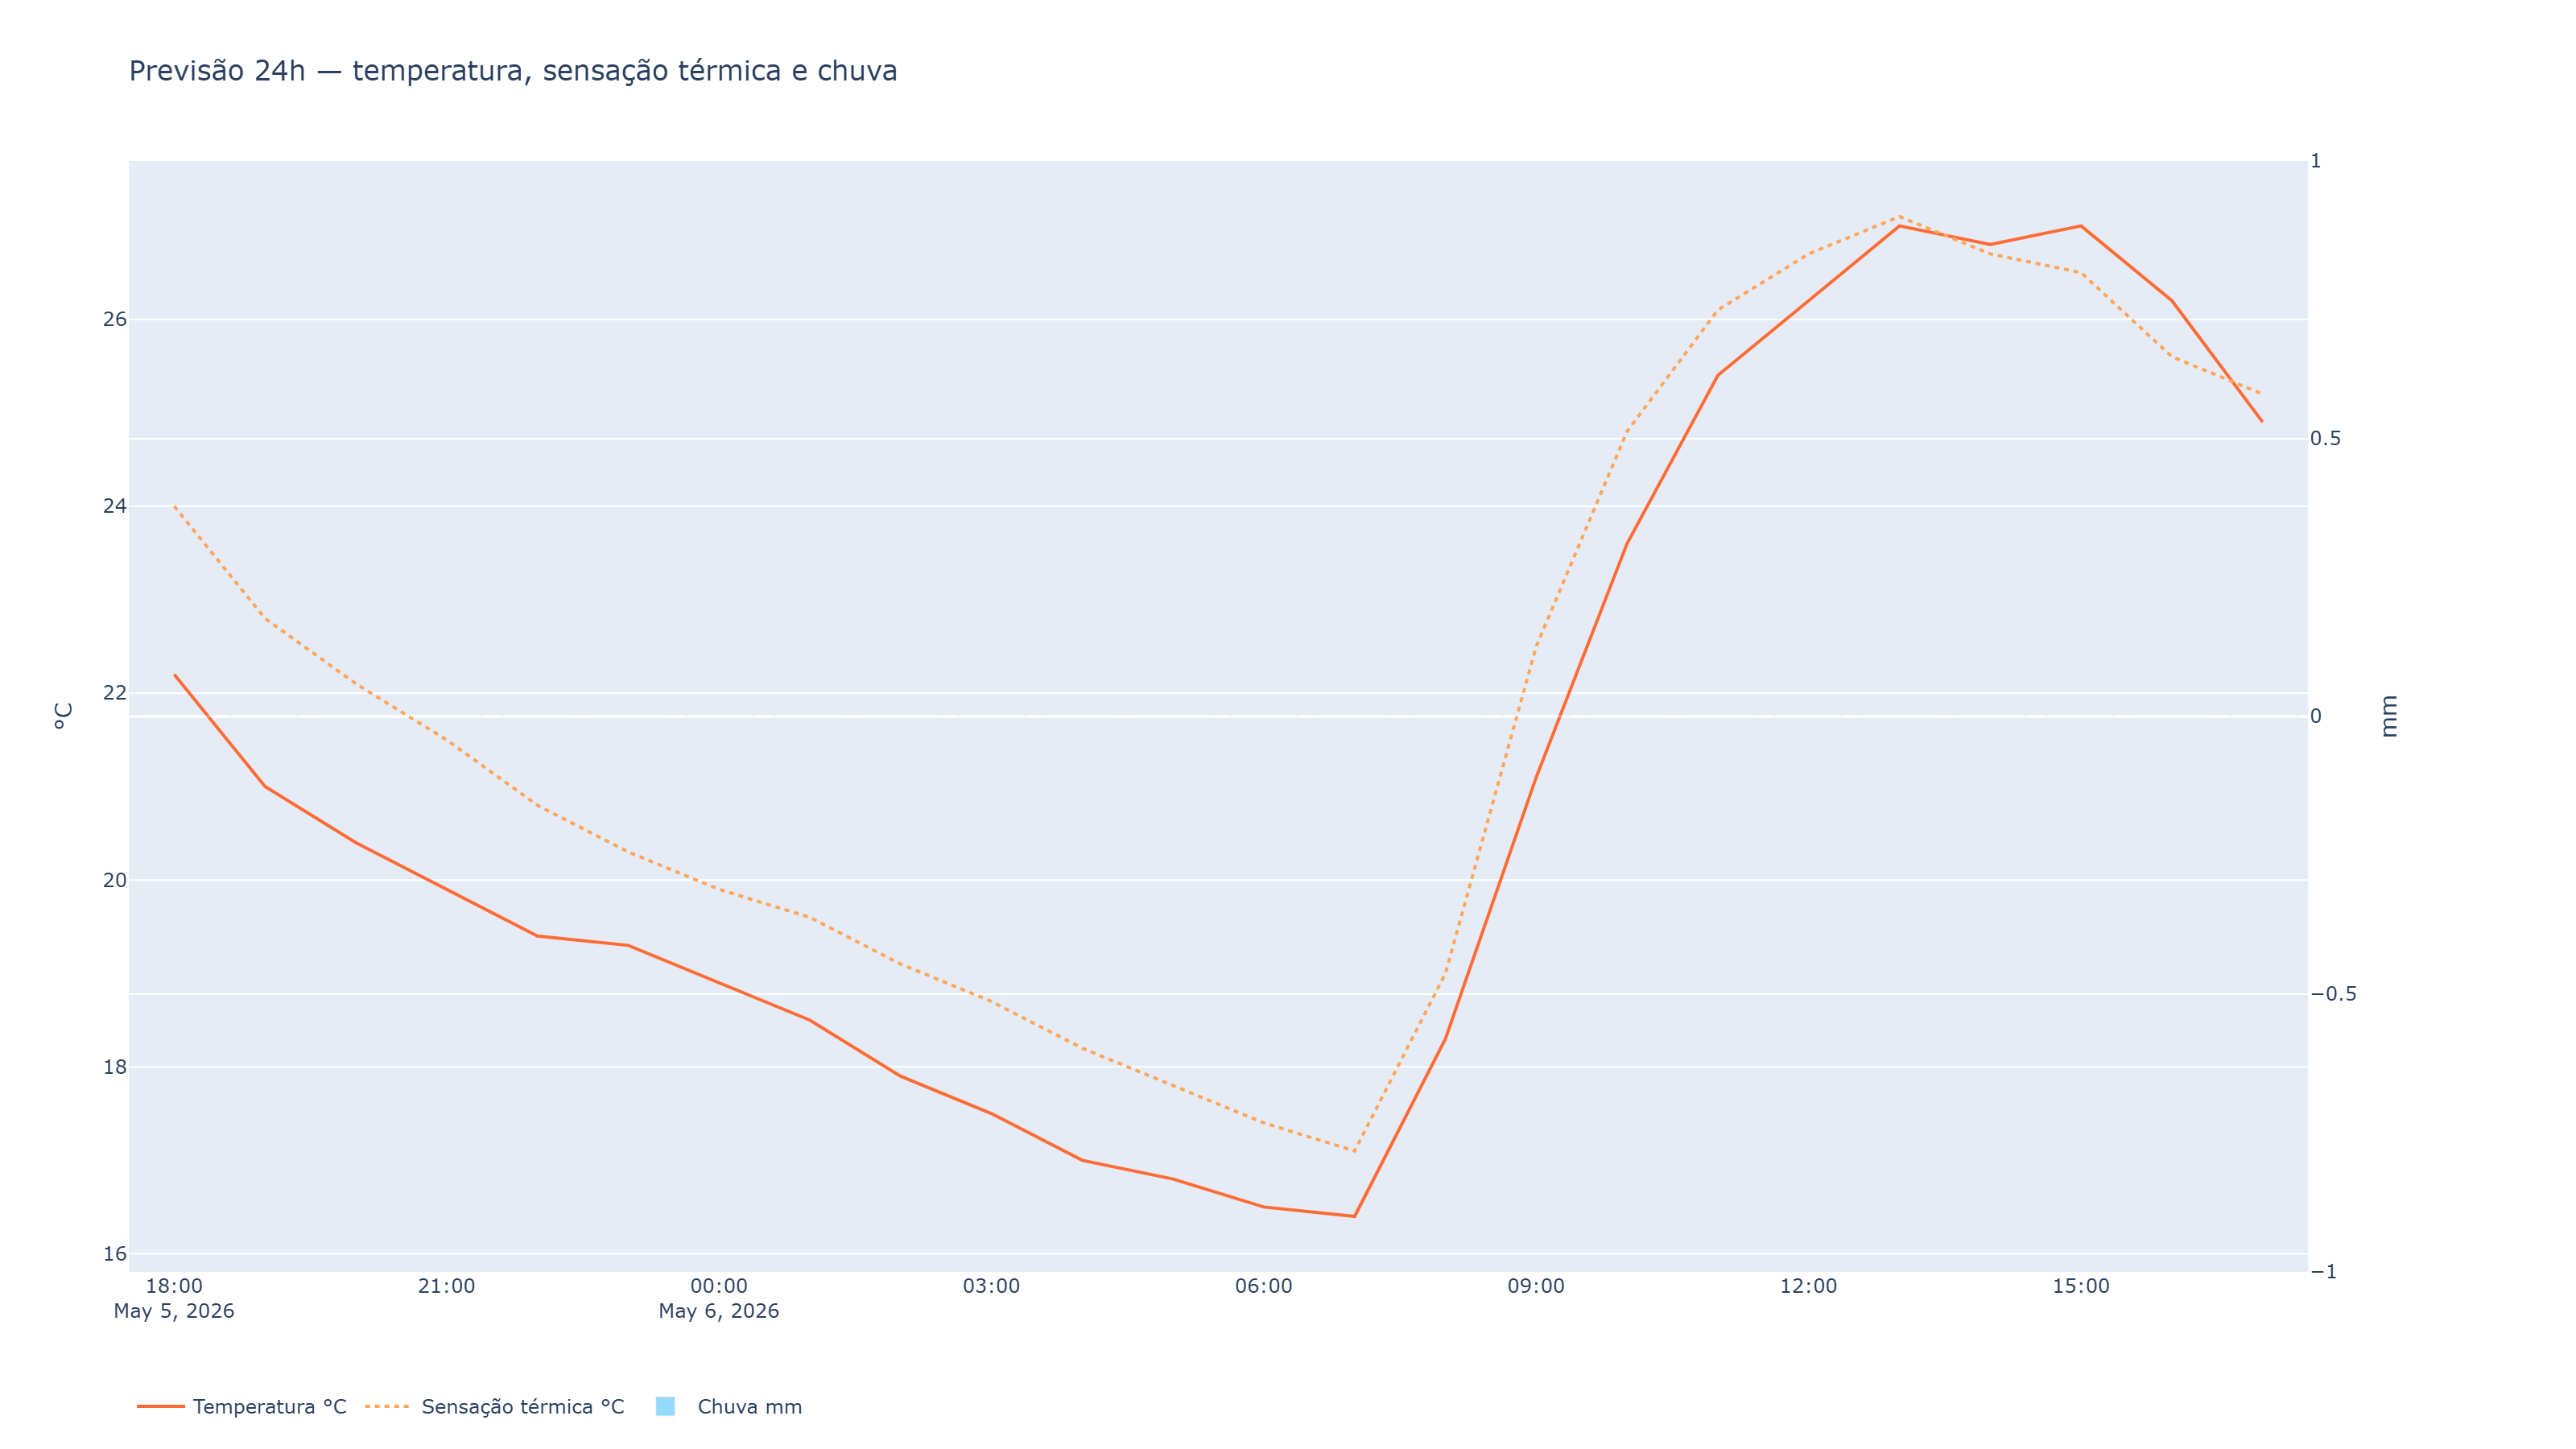 Previsão 24h — temperatura, sensação térmica e chuva
1
26
0.5
24
22
°C
0
mm
20
−0.5
18
16
−1
18:00 21:00 00:00 03:00 06:00 09:00 12:00 15:00
May 5, 2026 May 6, 2026
Temperatura °C Sensação térmica °C Chuva mm